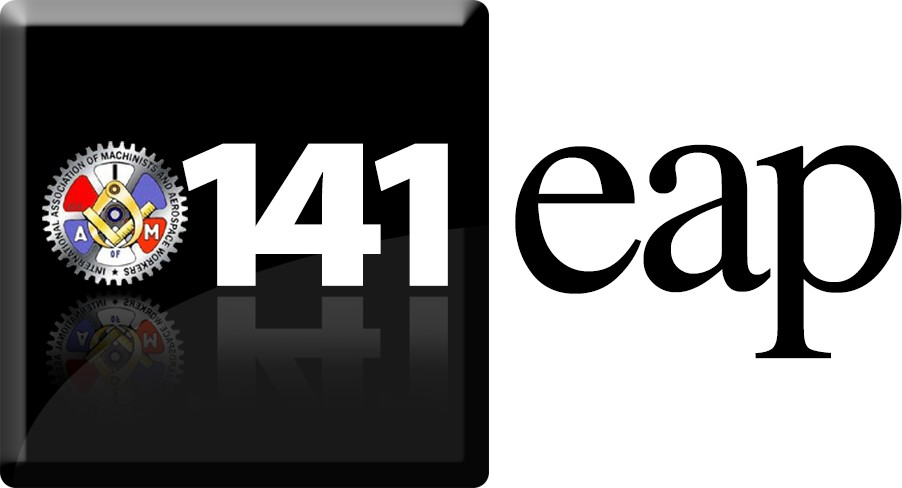 INTERNATIONAL ASSOCIATION OF MACHINISTS AND AEROSPACE WORKERS ★
I
A
M
OF
141
eap